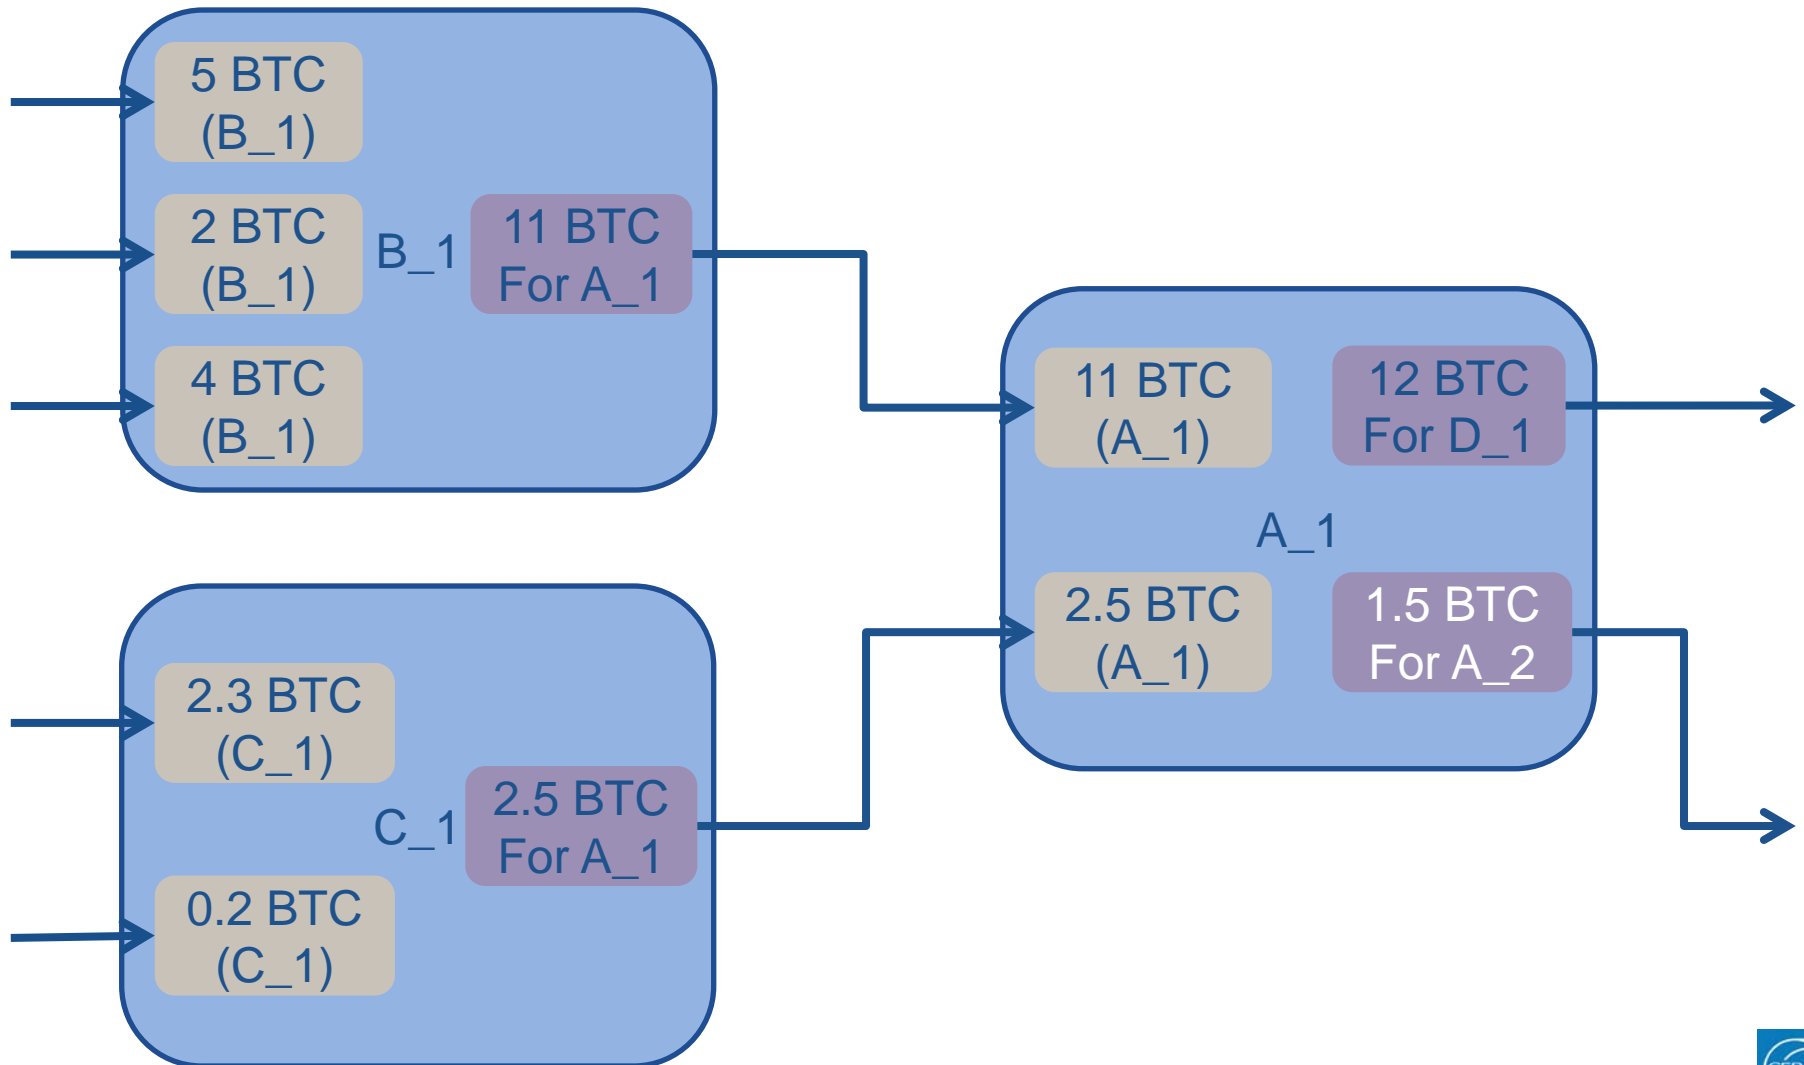 5 BTC
(B_1)
2 BTC
(B_1)
4 BTC
(B_1)
B_1
11 BTC
For A_1
2.3 BTC
(C_1)
0.2 BTC
(C_1)
C_1
2.5 BTC
For A_1
11 BTC
(A_1)
2.5 BTC
(A_1)
A_1
12 BTC
For D_1
1.5 BTC
For A_2